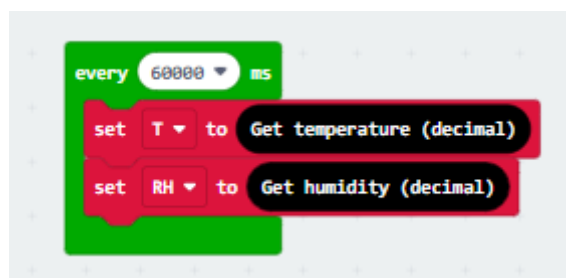 every 60000 ms
set T to Get temperature (decimal)
set RH to Get humidity (decimal)